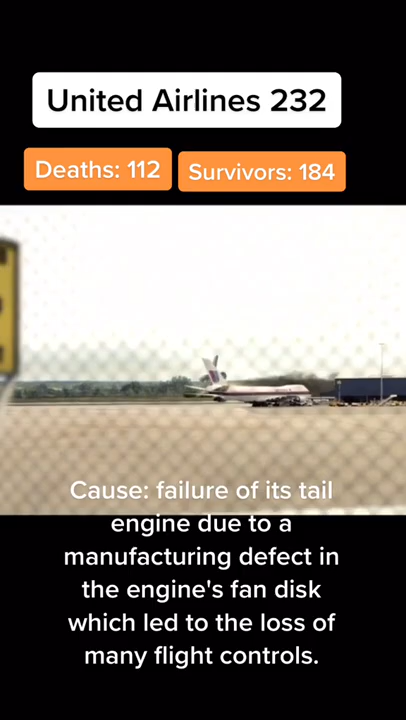 United Airlines 232
Deaths: 112
Survivors: 184
Cause: failure of its tail
engine due to a
manufacturing defect in
the engine's fan disk
which led to the loss of
many flight controls.